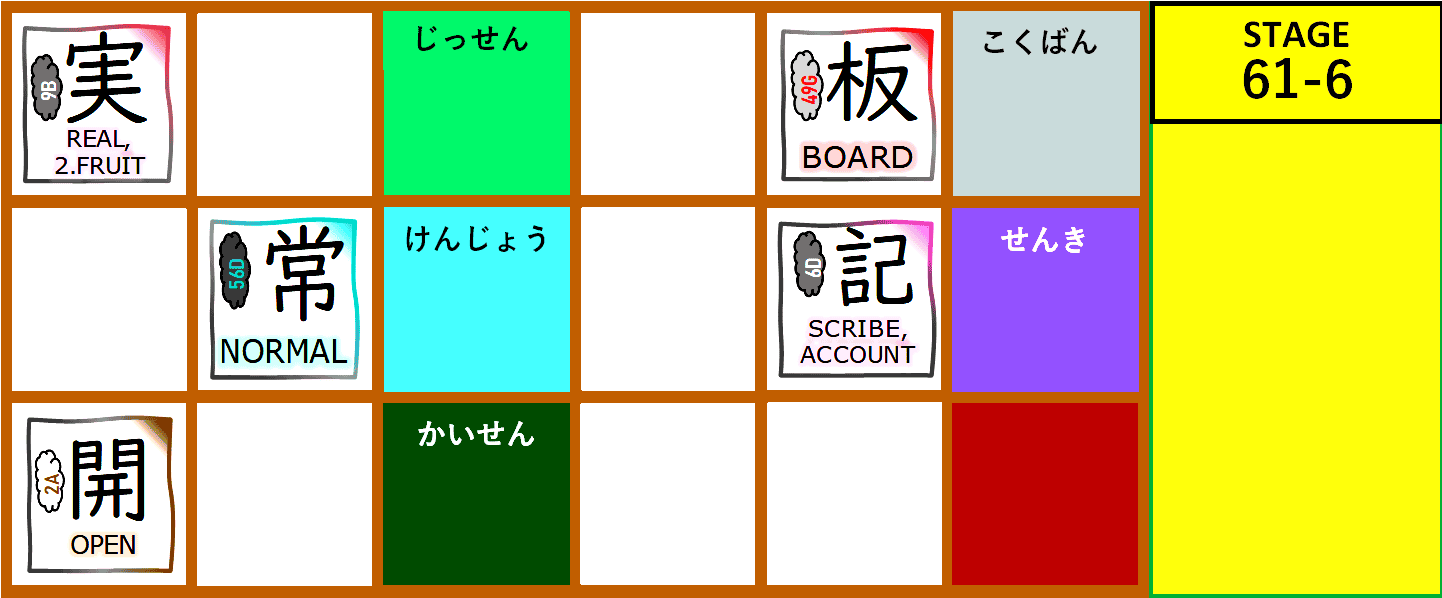 実
9B
REAL,
2.FRUIT
じっせん
板
49G
BOARD
こくばん
STAGE
61-6
常
56D
NORMAL
けんじょう
記
6D
SCRIBE,
ACCOUNT
せんき
開
2A
OPEN
かいせん